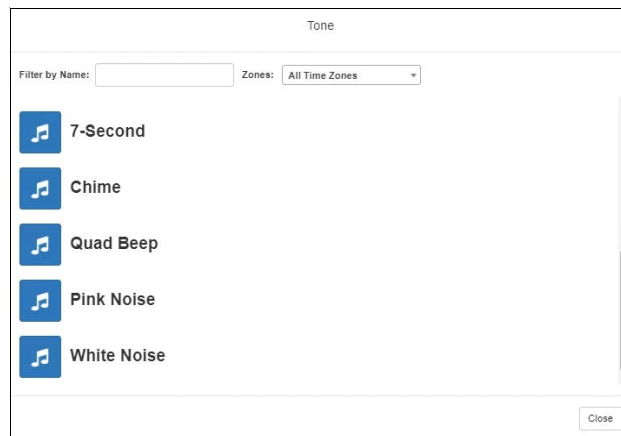 Tone
Filter by Name: Zones: All Time Zones
7-Second
Chime
Quad Beep
Pink Noise
White Noise
Close